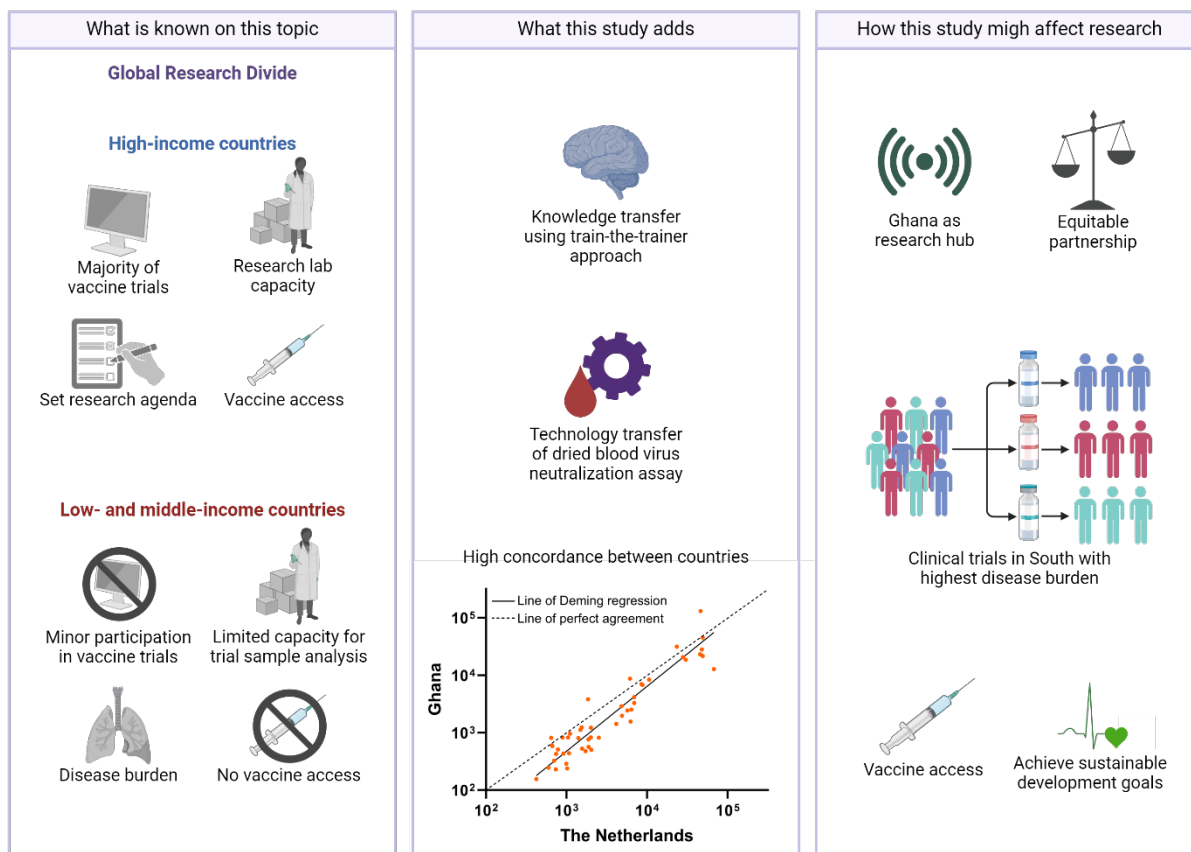 What is known on this topic
Global Research Divide
High-income countries
Majority of
vaccine trials
Research lab
capacity
Set research agenda
Vaccine access
Low- and middle-income countries
Minor participation
in vaccine trials
Limited capacity for
trial sample analysis
Disease burden
No vaccine access
What this study adds
Knowledge transfer
using train-the-trainer
approach
Technology transfer
of dried blood virus
neutralization assay
High concordance between countries
Line of Deming regression
Line of perfect agreement
Ghana
10⁵
10⁴
10³
10²
10² 10³ 10⁴ 10⁵
The Netherlands
How this study migh affect research
Ghana as
research hub
Equitable
partnership
Clinical trials in South with
highest disease burden
Vaccine access
Achieve sustainable
development goals